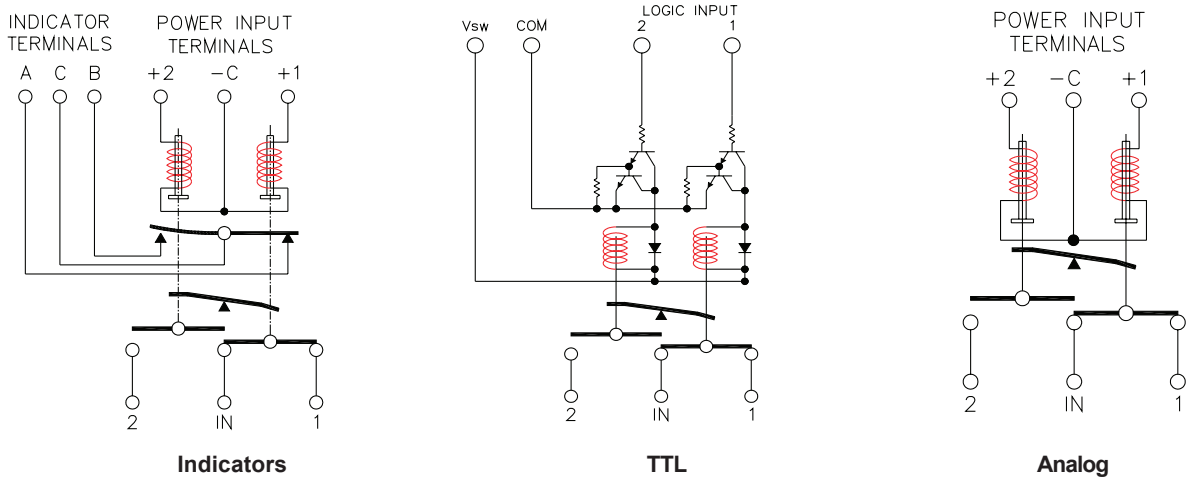 INDICATOR
TERMINALS
A C B
POWER INPUT
TERMINALS
+2 -C +1
2 IN 1
Indicators
LOGIC INPUT
Vsw COM 2 1
2 IN 1
TTL
POWER INPUT
TERMINALS
+2 -C +1
2 IN 1
Analog